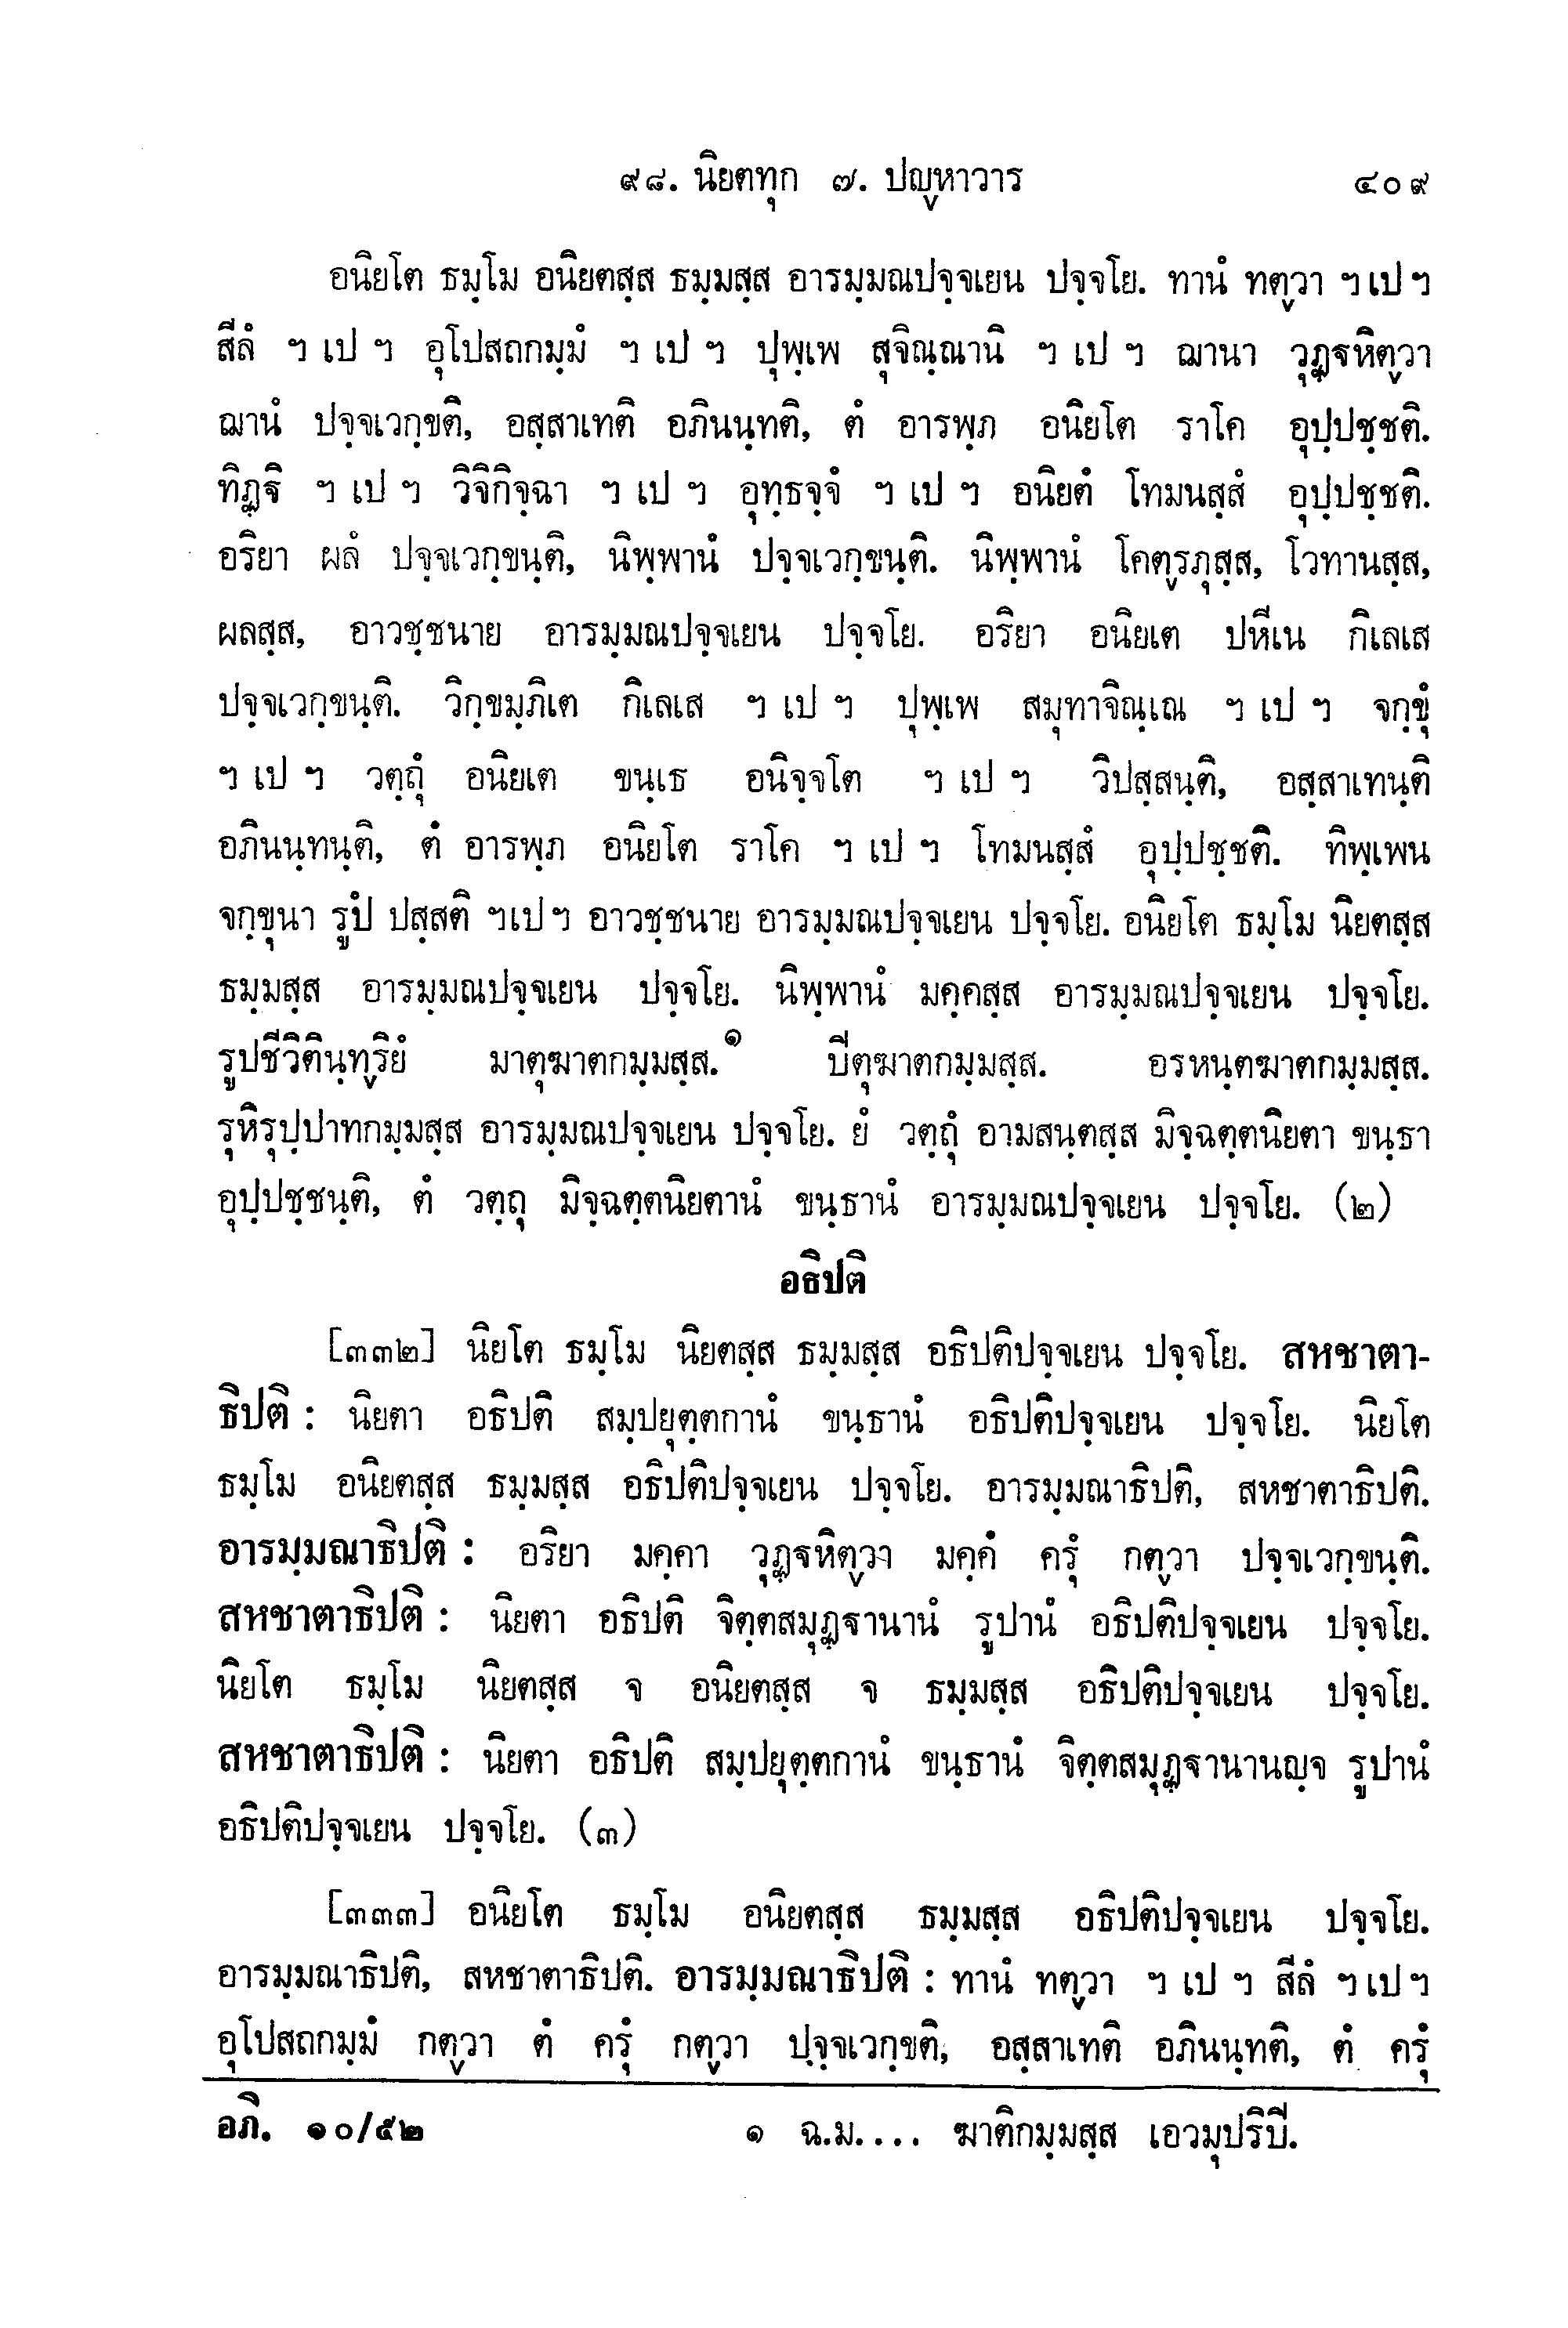 ๙๘. นิยตทุก ๗. ปญฺหาวาร ๔๐๙
อนิยโต ธมฺโม อนิยตสฺส ธมฺมสฺส อารมฺมณปจฺจเยน ปจฺจโย. ทานํ ทตฺวา ฯ เป ฯ
สีลํ ฯ เป ฯ อุโปสถกมฺมํ ฯ เป ฯ ปุพฺเพ สุจิณฺณานิ ฯ เป ฯ ฌานา วุฏฺฐหิตฺวา
ฌานํ ปจฺจเวกฺขติ, อสฺสาเทติ อภินนฺทติ, ตํ อารพฺภ อนิยโต ราโค อุปฺปชฺชติ.
ทิฏฺฐิ ฯ เป ฯ วิจิกิจฺฉา ฯ เป ฯ อุทฺธจฺจํ ฯ เป ฯ อนิยตํ โทมนสฺสํ อุปฺปชฺชติ.
อริยา ผลํ ปจฺจเวกฺขนฺติ, นิพฺพานํ ปจฺจเวกฺขนฺติ. นิพฺพานํ โคตฺรภุสฺส, โวทานสฺส,
ผลสฺส, อาวชฺชนาย อารมฺมณปจฺจเยน ปจฺจโย. อริยา อนิยเต ปหีเน กิเลเส
ปจฺจเวกฺขนฺติ. วิกฺขมฺภิเต กิเลเส ฯ เป ฯ ปุพฺเพ สมุทาจิณฺเณ ฯ เป ฯ จกฺขุํ
ฯ เป ฯ วตฺถุํ อนิยเต ขนฺเธ อนิจฺจโต ฯ เป ฯ วิปสฺสนฺติ, อสฺสาเทนฺติ
อภินนฺทนฺติ, ตํ อารพฺภ อนิยโต ราโค ฯ เป ฯ โทมนสฺสํ อุปฺปชฺชติ. ทิพฺเพน
จกฺขุนา รูปํ ปสฺสติ ฯเปฯ อาวชฺชนาย อารมฺมณปจฺจเยน ปจฺจโย. อนิยโต ธมฺโม นิยตสฺส
ธมฺมสฺส อารมฺมณปจฺจเยน ปจฺจโย. นิพฺพานํ มคฺคสฺส อารมฺมณปจฺจเยน ปจฺจโย.
รูปชีวิตินฺทฺริยํ มาตุฆาตกมฺมสฺส.๑ ปีตุฆาตกมฺมสฺส. อรหนฺตฆาตกมฺมสฺส.
รุหิรุปฺปาทกมฺมสฺส อารมฺมณปจฺจเยน ปจฺจโย. ยํ วตฺถุํ อามสนฺตสฺส มิจฺฉตฺตนิยตา ขนฺธา
อุปฺปชฺชนฺติ, ตํ วตฺถุ มิจฺฉตฺตนิยตานํ ขนฺธานํ อารมฺมณปจฺจเยน ปจฺจโย. (๒)
อธิปติ
[๓๓๒] นิยโต ธมฺโม นิยตสฺส ธมฺมสฺส อธิปติปจฺจเยน ปจฺจโย. สหชาตา-
ธิปติ : นิยตา อธิปติ สมฺปยุตฺตกานํ ขนฺธานํ อธิปติปจฺจเยน ปจฺจโย. นิยโต
ธมฺโม อนิยตสฺส ธมฺมสฺส อธิปติปจฺจเยน ปจฺจโย. อารมฺมณาธิปติ, สหชาตาธิปติ.
อารมฺมณาธิปติ : อริยา มคฺคา วุฏฺฐหิตฺวา มคฺคํ ครุํ กตฺวา ปจฺจเวกฺขนฺติ.
สหชาตาธิปติ : นิยตา อธิปติ จิตฺตสมุฏฺฐานานํ รูปานํ อธิปติปจฺจเยน ปจฺจโย.
นิยโต ธมฺโม นิยตสฺส จ อนิยตสฺส จ ธมฺมสฺส อธิปติปจฺจเยน ปจฺจโย.
สหชาตาธิปติ : นิยตา อธิปติ สมฺปยุตฺตกานํ ขนฺธานํ จิตฺตสมุฏฺฐานานญฺจ รูปานํ
อธิปติปจฺจเยน ปจฺจโย. (๓)
[๓๓๓] อนิยโต ธมฺโม อนิยตสฺส ธมฺมสฺส อธิปติปจฺจเยน ปจฺจโย.
อารมฺมณาธิปติ, สหชาตาธิปติ. อารมฺมณาธิปติ : ทานํ ทตฺวา ฯ เป ฯ สีลํ ฯ เป ฯ
อุโปสถกมฺมํ กตฺวา ตํ ครุํ กตฺวา ปจฺจเวกฺขติ, อสฺสาเทติ อภินนฺทติ, ตํ ครุํ
อภิ. ๑๐/๕๒ ๑ ฉ.ม.... ฆาติกมฺมสฺส เอวมุปริปี.